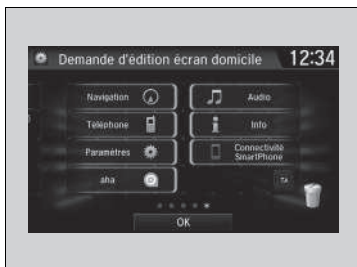 Demande d'édition écran domicile 12:34
Navigation
Audio
Téléphone
Info
Paramètres
Connectivité
SmartPhone
aha
OK